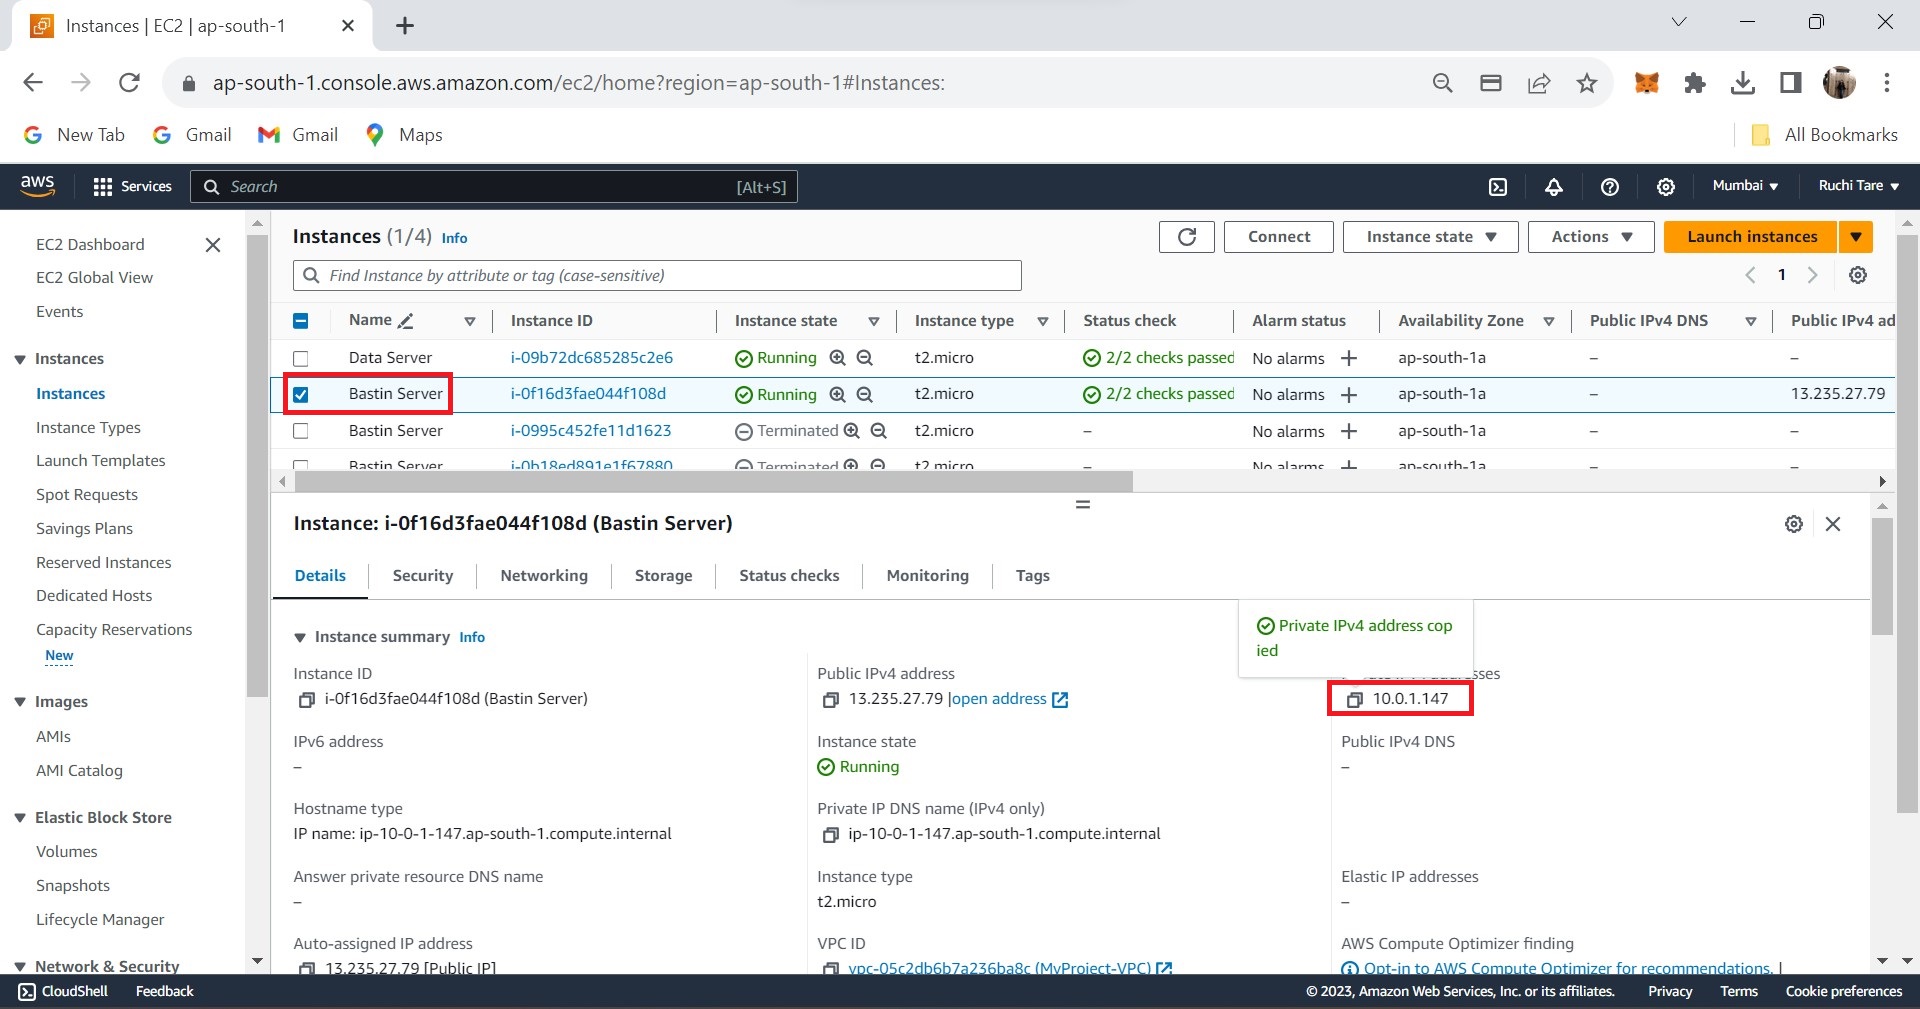 Instances | EC2 | ap-south-1
ap-south-1.console.aws.amazon.com/ec2/home?region=ap-south-1#Instances:
New Tab Gmail Gmail Maps All Bookmarks
aws Services Search [Alt+S] Mumbai Ruchi Tare
EC2 Dashboard
EC2 Global View
Events
Instances
Instances
Instance Types
Launch Templates
Spot Requests
Savings Plans
Reserved Instances
Dedicated Hosts
Capacity Reservations
New
Images
AMIs
AMI Catalog
Elastic Block Store
Volumes
Snapshots
Lifecycle Manager
Network & Security
Instances (1/4) Info Connect Instance state Actions Launch instances
Find Instance by attribute or tag (case-sensitive) 1
Name Instance ID Instance state Instance type Status check Alarm status Availability Zone Public IPv4 DNS Public IPv4 ad
Data Server i-09b72dc685285c2e6 Running t2.micro 2/2 checks passed No alarms + ap-south-1a – –
Bastin Server i-0f16d3fae044f108d Running t2.micro 2/2 checks passed No alarms + ap-south-1a – 13.235.27.79
Bastin Server i-0995c452fe11d1623 Terminated t2.micro – No alarms + ap-south-1a – –
Bastin Server i-0b18ed891e1f67880 Terminated t2.micro – No alarms + ap-south-1a – –
Instance: i-0f16d3fae044f108d (Bastin Server)
Details Security Networking Storage Status checks Monitoring Tags
Private IPv4 address cop
ied
Instance summary Info
Instance ID
i-0f16d3fae044f108d (Bastin Server)
Public IPv4 address
13.235.27.79 |open address
10.0.1.147
IPv6 address
–
Instance state
Running
Public IPv4 DNS
–
Hostname type
IP name: ip-10-0-1-147.ap-south-1.compute.internal
Private IP DNS name (IPv4 only)
ip-10-0-1-147.ap-south-1.compute.internal
Answer private resource DNS name
–
Instance type
t2.micro
Elastic IP addresses
–
Auto-assigned IP address
13.235.27.79 [Public IP]
VPC ID
vpc-05c2db6b7a236ba8c (MyProject-VPC)
AWS Compute Optimizer finding
Opt-in to AWS Compute Optimizer for recommendations. |
CloudShell Feedback © 2023, Amazon Web Services, Inc. or its affiliates. Privacy Terms Cookie preferences